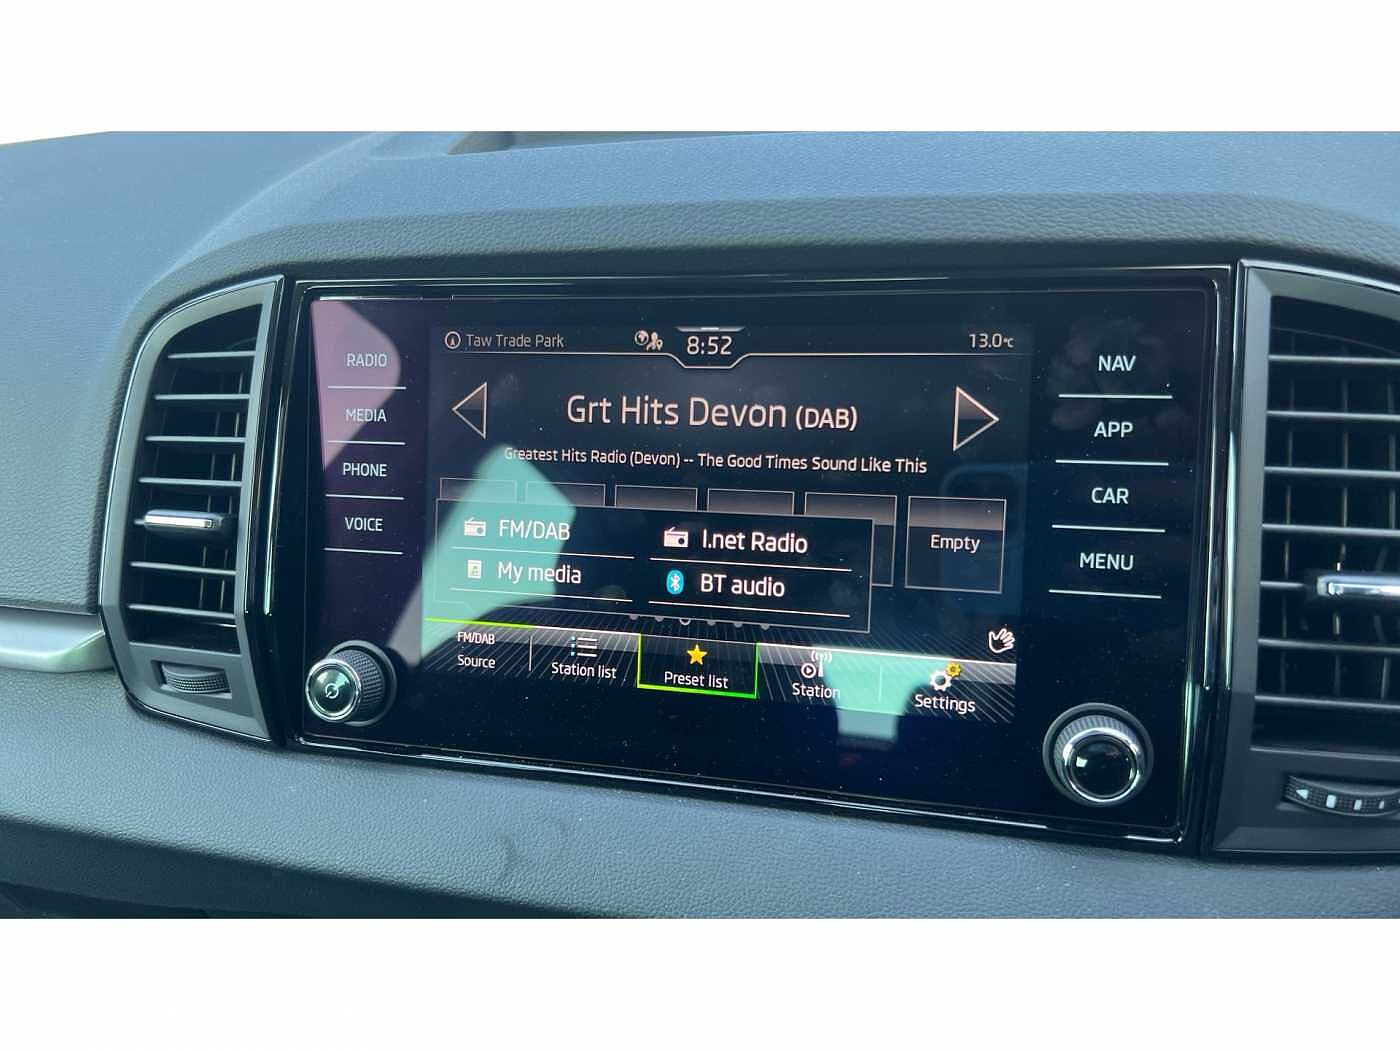 Taw Trade Park
8:52
13.0°C
RADIO
MEDIA
PHONE
VOICE
Grt Hits Devon (DAB)
Greatest Hits Radio (Devon) -- The Good Times Sound Like This
FM/DAB
I.net Radio
My media
BT audio
Empty
FM/DAB
Source
Station list
Preset list
Station
Settings
NAV
APP
CAR
MENU